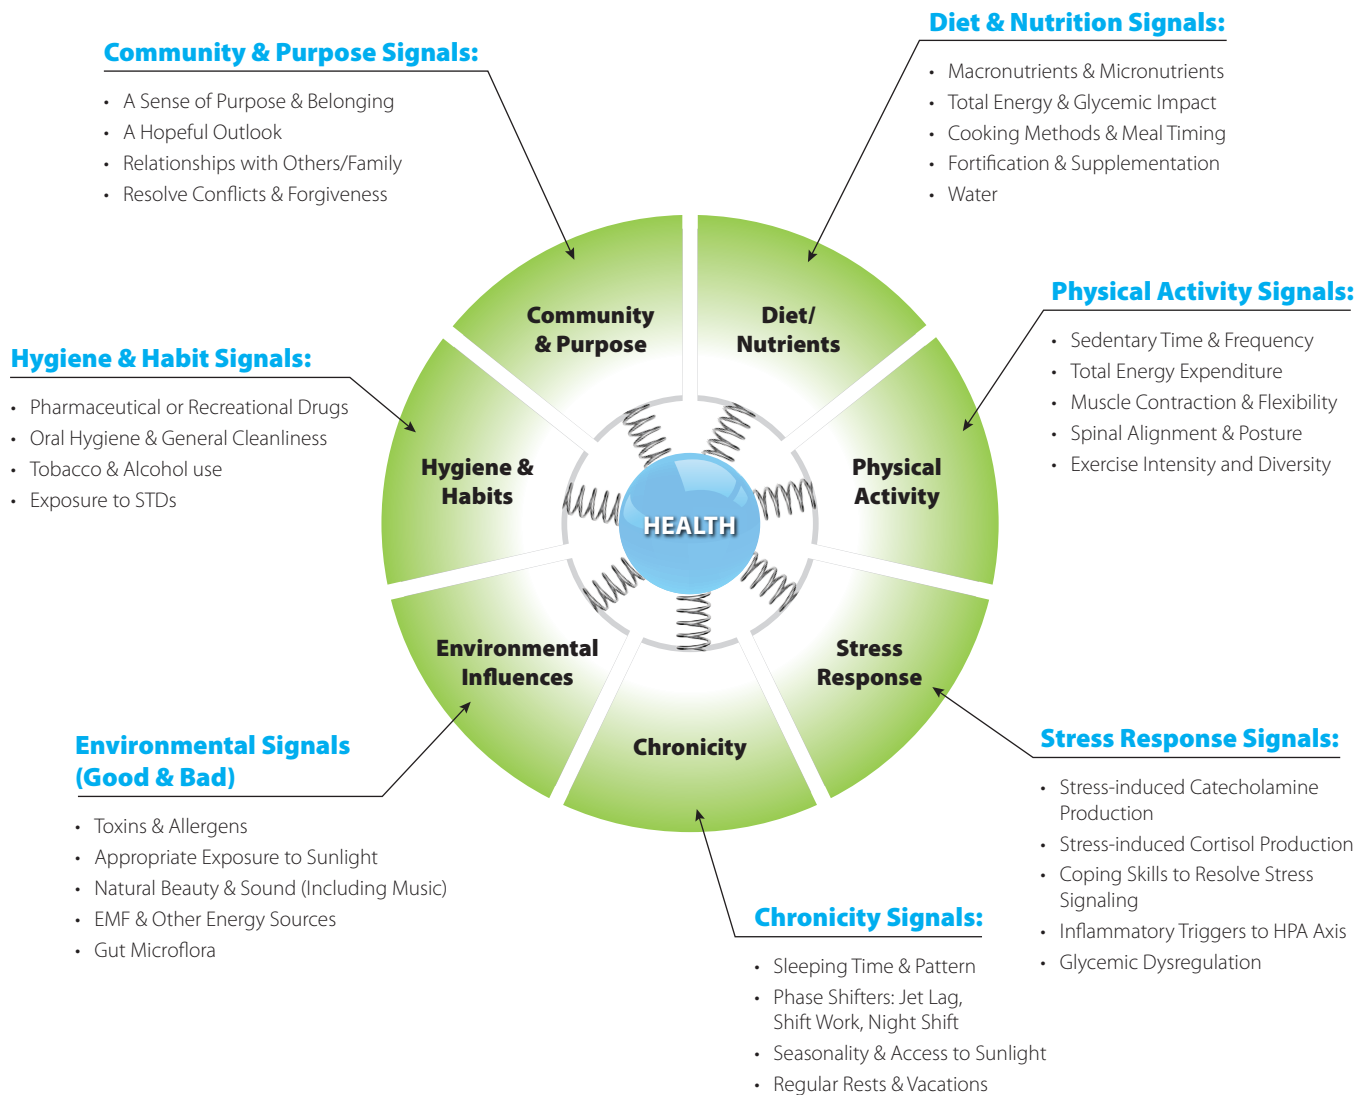 Community & Purpose Signals:
• A Sense of Purpose & Belonging
• A Hopeful Outlook
• Relationships with Others/Family
• Resolve Conflicts & Forgiveness
Diet & Nutrition Signals:
• Macronutrients & Micronutrients
• Total Energy & Glycemic Impact
• Cooking Methods & Meal Timing
• Fortification & Supplementation
• Water
Physical Activity Signals:
• Sedentary Time & Frequency
• Total Energy Expenditure
• Muscle Contraction & Flexibility
• Spinal Alignment & Posture
• Exercise Intensity and Diversity
Hygiene & Habit Signals:
• Pharmaceutical or Recreational Drugs
• Oral Hygiene & General Cleanliness
• Tobacco & Alcohol use
• Exposure to STDs
Community
& Purpose
Diet/
Nutrients
Hygiene &
Habits
Physical
Activity
HEALTH
Environmental
Influences
Stress
Response
Chronicity
Environmental Signals
(Good & Bad)
• Toxins & Allergens
• Appropriate Exposure to Sunlight
• Natural Beauty & Sound (Including Music)
• EMF & Other Energy Sources
• Gut Microflora
Stress Response Signals:
• Stress-induced Catecholamine
Production
• Stress-induced Cortisol Production
• Coping Skills to Resolve Stress
Signaling
• Inflammatory Triggers to HPA Axis
• Glycemic Dysregulation
Chronicity Signals:
• Sleeping Time & Pattern
• Phase Shifters: Jet Lag,
Shift Work, Night Shift
• Seasonality & Access to Sunlight
• Regular Rests & Vacations